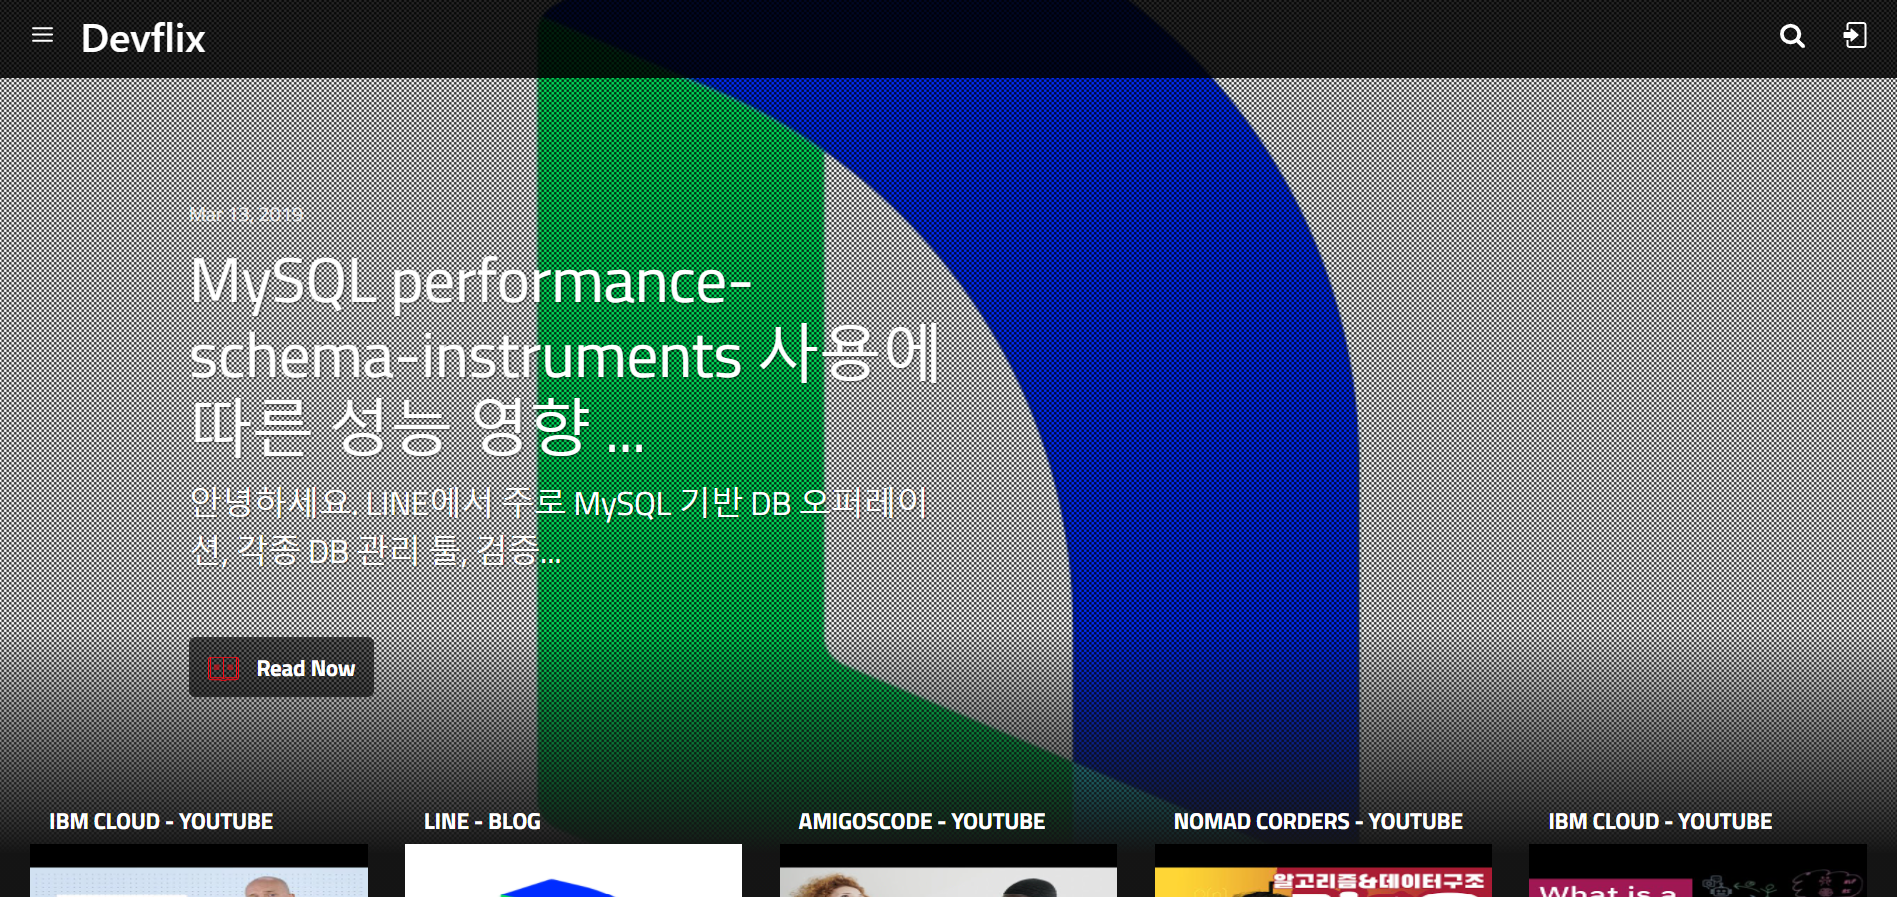 Devflix
Mar 13, 2019
MySQL performance-
schema-instruments 사용에
따른 성능 영향 ...
안녕하세요. LINE에서 주로 MySQL 기반 DB 오퍼레이
션, 각종 DB 관리 툴, 검증...
Read Now
IBM CLOUD - YOUTUBE
LINE - BLOG
AMIGOSCODE - YOUTUBE
NOMAD CORDERS - YOUTUBE
IBM CLOUD - YOUTUBE
알고리즘&데이터구조
What is a